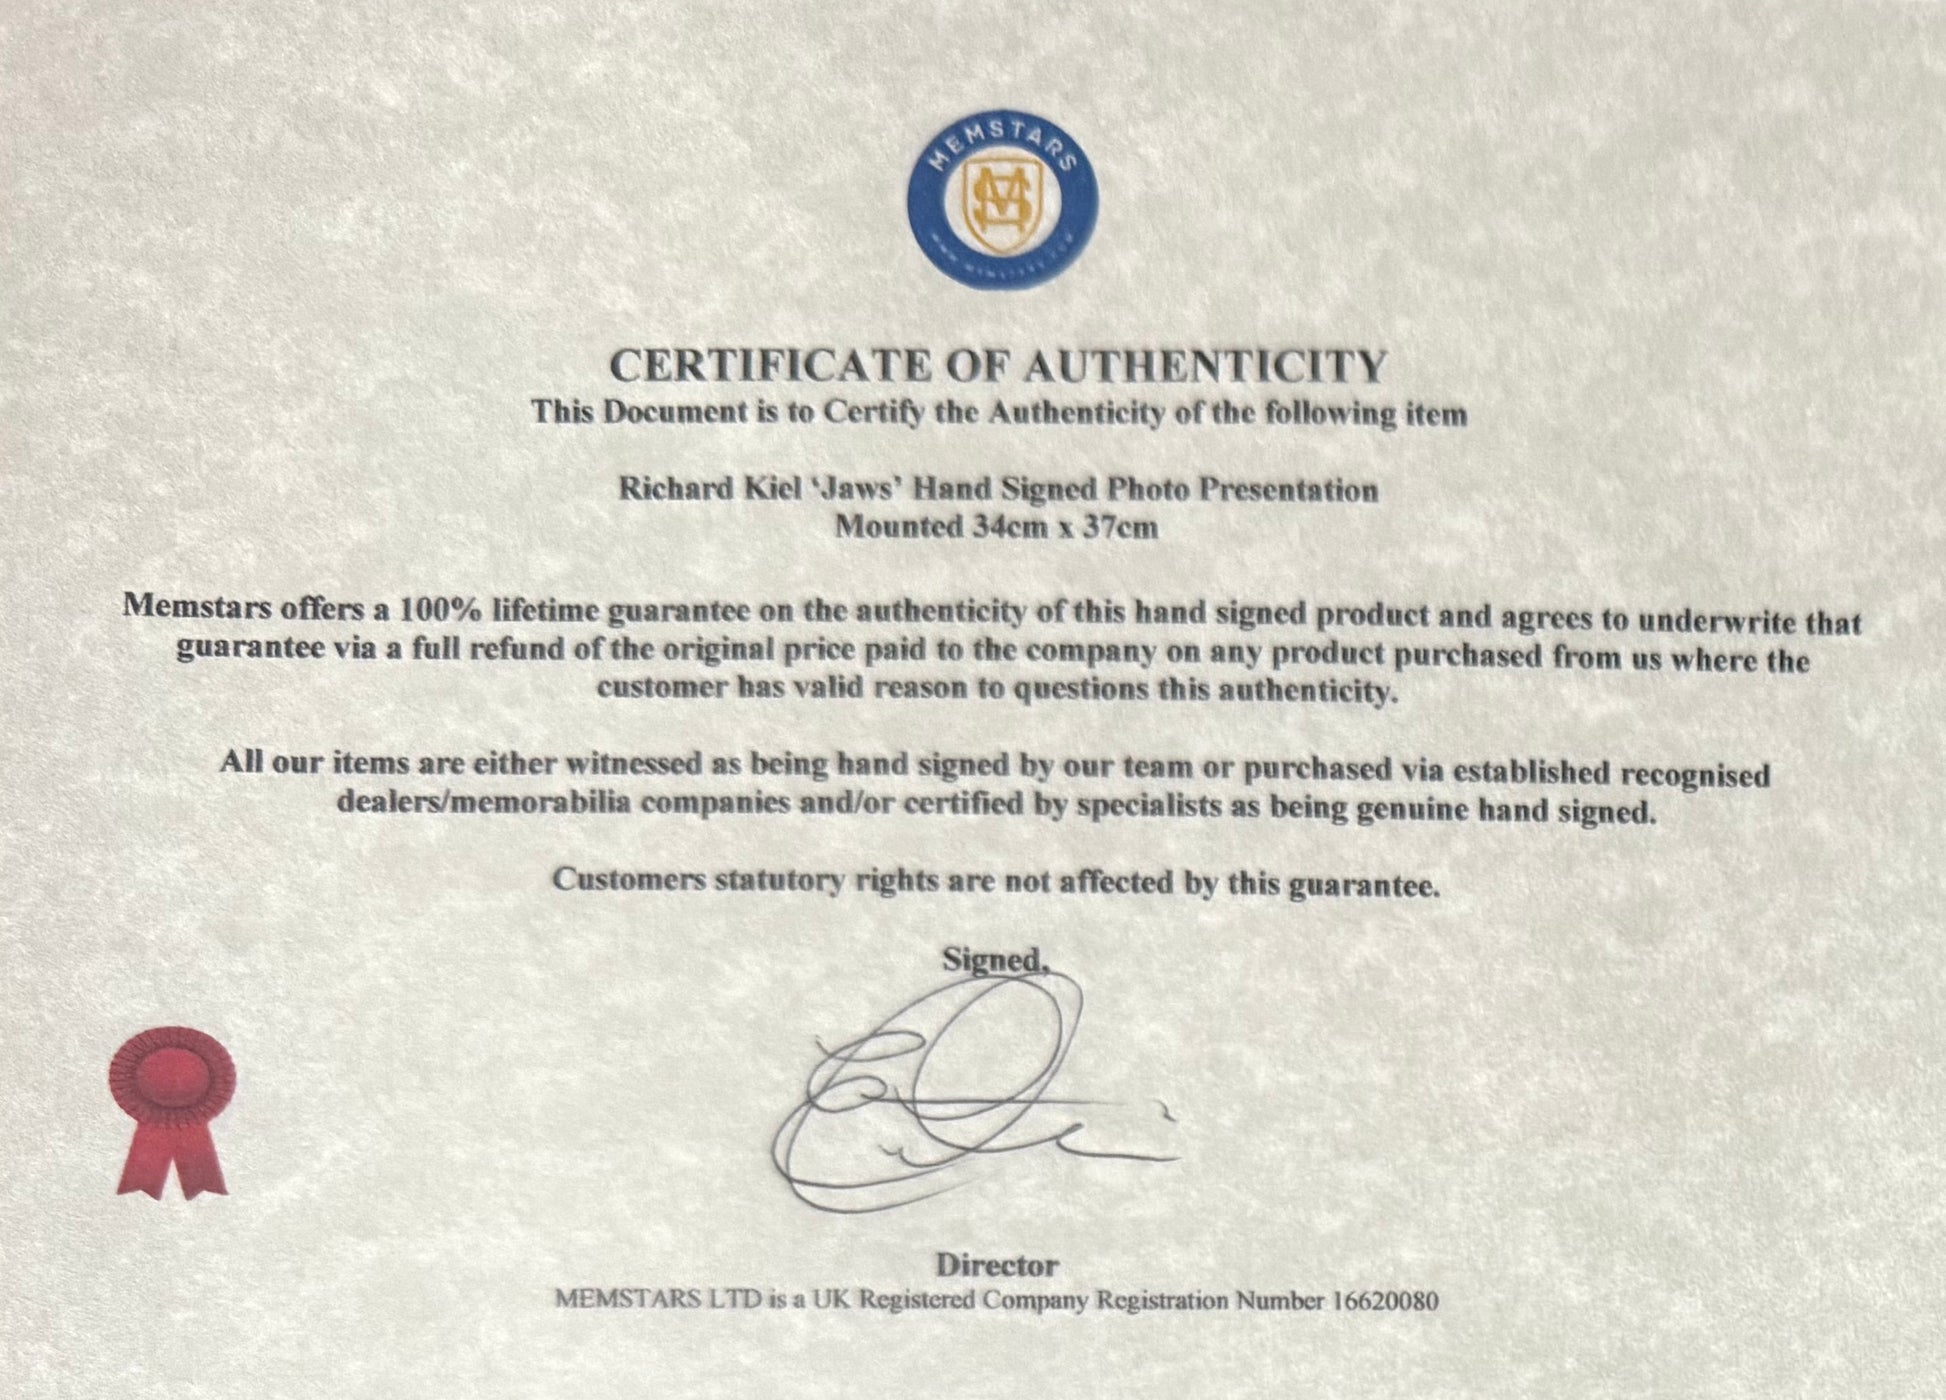 MEMSTARS
MS
WWW.MEMSTARS.COM
CERTIFICATE OF AUTHENTICITY
This Document is to Certify the Authenticity of the following item
Richard Kiel ‘Jaws’ Hand Signed Photo Presentation
Mounted 34cm x 37cm
Memstars offers a 100% lifetime guarantee on the authenticity of this hand signed product and agrees to underwrite that
guarantee via a full refund of the original price paid to the company on any product purchased from us where the
customer has valid reason to questions this authenticity.
All our items are either witnessed as being hand signed by our team or purchased via established recognised
dealers/memorabilia companies and/or certified by specialists as being genuine hand signed.
Customers statutory rights are not affected by this guarantee.
Signed,
Director
MEMSTARS LTD is a UK Registered Company Registration Number 16620080